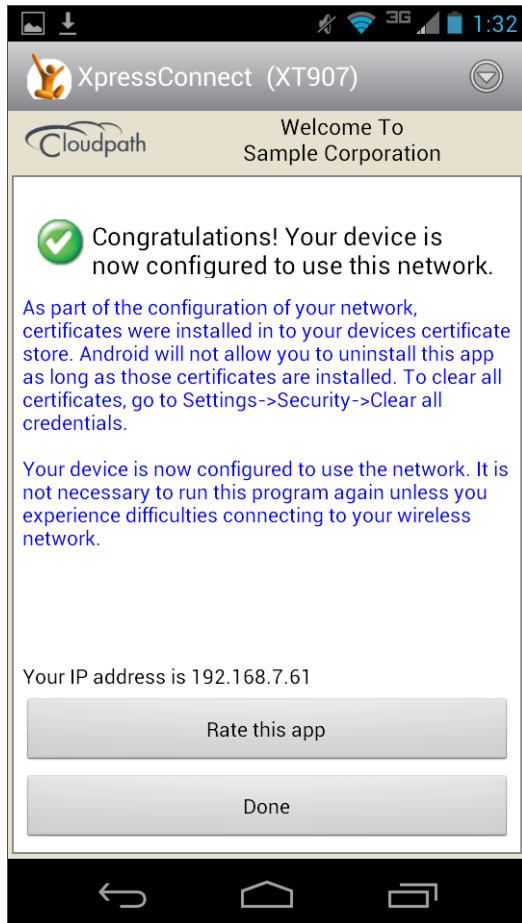 3G 1:32
XpressConnect (XT907)
Cloudpath
Welcome To
Sample Corporation
Congratulations! Your device is
now configured to use this network.
As part of the configuration of your network,
certificates were installed in to your devices certificate
store. Android will not allow you to uninstall this app
as long as those certificates are installed. To clear all
certificates, go to Settings->Security->Clear all
credentials.
Your device is now configured to use the network. It is
not necessary to run this program again unless you
experience difficulties connecting to your wireless
network.
Your IP address is 192.168.7.61
Rate this app
Done